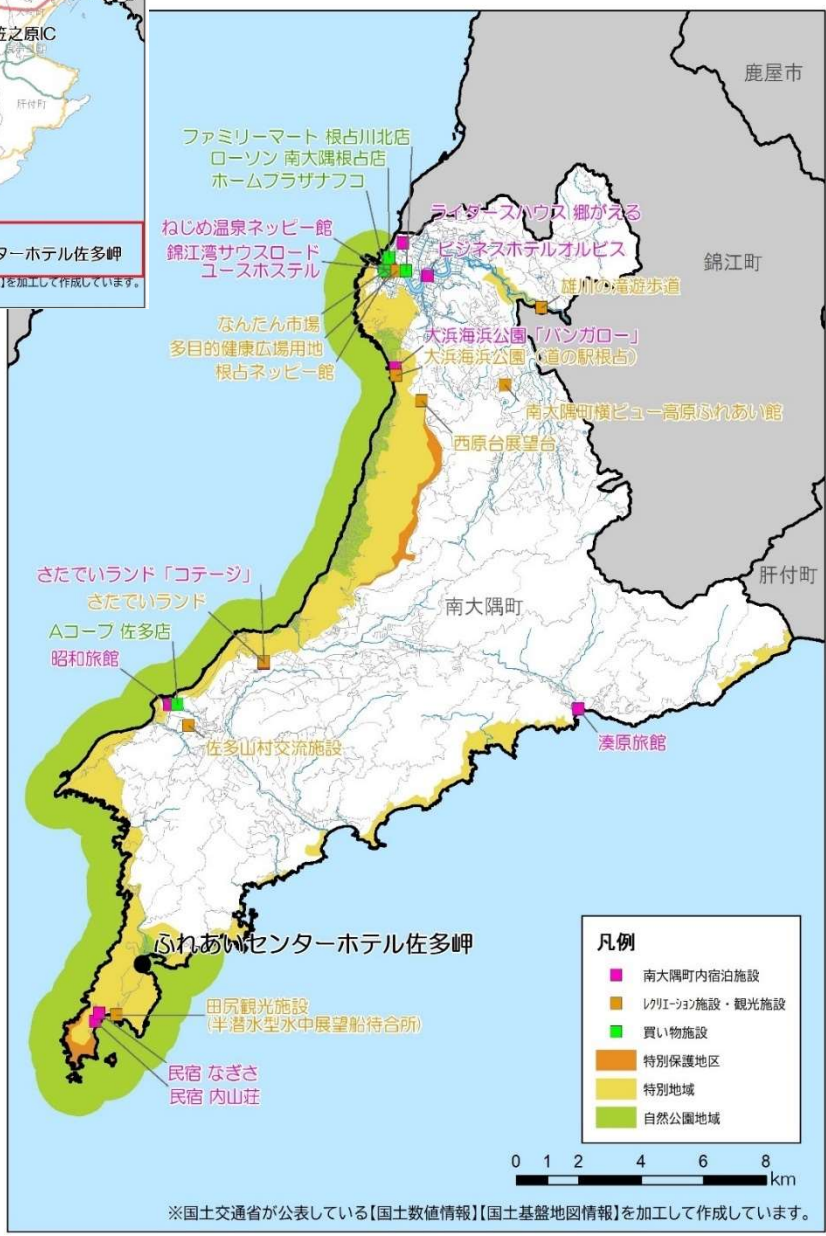 笠之原IC
肝付町
ターホテル佐多岬
】を加工して作成しています。
鹿屋市
ファミリーマート 根占川北店
ローソン 南大隅根占店
ホームプラザナフコ
ライダースハウス 郷がえる
ねじめ温泉ネッピー館
錦江湾サウスロード
ユースホステル
ビジネスホテルオルビス
錦江町
雄川の滝遊歩道
なんたん市場
多目的健康広場用地
根占ネッピー館
大浜海浜公園「バンガロー」
大浜海浜公園(道の駅根占)
南大隅町横ビュー高原ふれあい館
西原台展望台
肝付町
さたでいランド「コテージ」
さたでいランド
南大隅町
Aコープ 佐多店
昭和旅館
佐多山村交流施設
湊原旅館
ふれあいセンターホテル佐多岬
田尻観光施設
(半潜水型水中展望船待合所)
民宿 なぎさ
民宿 内山荘
凡例
南大隅町内宿泊施設
レクリエーション施設・観光施設
買い物施設
特別保護地区
特別地域
自然公園地域
0 1 2 4 6 8
km
※国土交通省が公表している【国土数値情報】【国土基盤地図情報】を加工して作成しています。